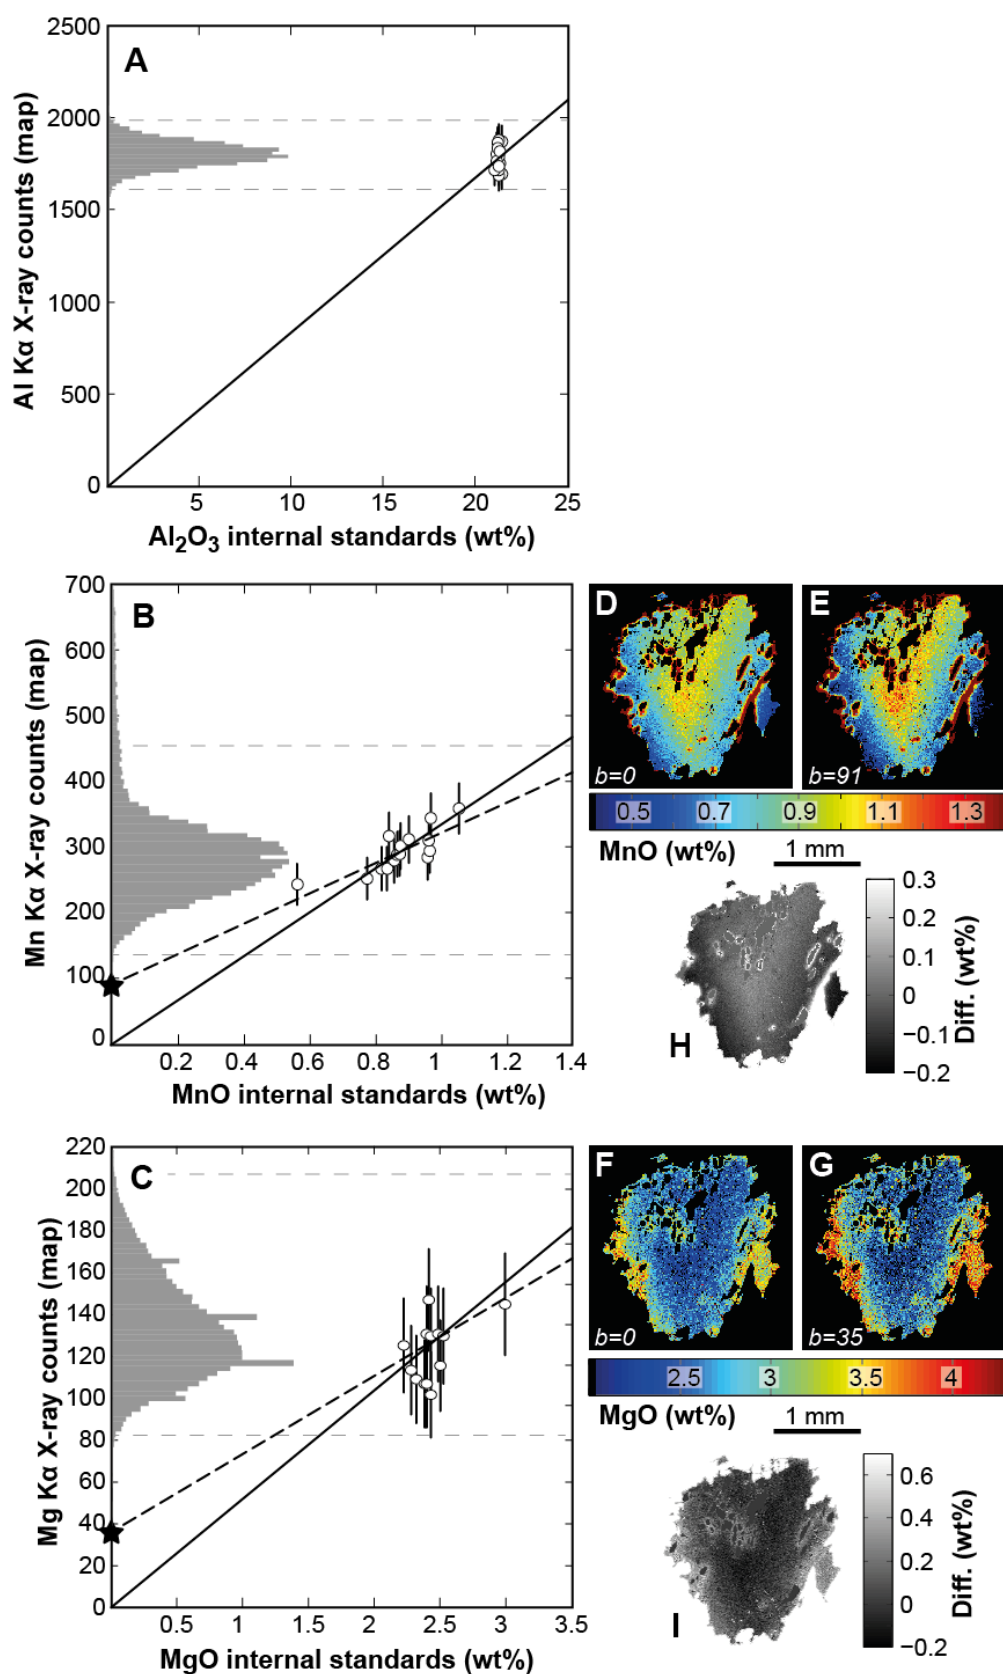 A
Al Kα X-ray counts (map)
2500
2000
1500
1000
500
0
5 10 15 20 25
Al₂O₃ internal standards (wt%)
B
Mn Kα X-ray counts (map)
700
600
500
400
300
200
100
0
0.2 0.4 0.6 0.8 1 1.2 1.4
MnO internal standards (wt%)
D
b=0
E
b=91
0.5 0.7 0.9 1.1 1.3
MnO (wt%)
1 mm
H
0.3
0.2
0.1
0
−0.1
−0.2
Diff. (wt%)
C
Mg Kα X-ray counts (map)
220
200
180
160
140
120
100
80
60
40
20
0
0.5 1 1.5 2 2.5 3 3.5
MgO internal standards (wt%)
F
b=0
G
b=35
2.5 3 3.5 4
MgO (wt%)
1 mm
I
0.6
0.4
0.2
0
−0.2
Diff. (wt%)